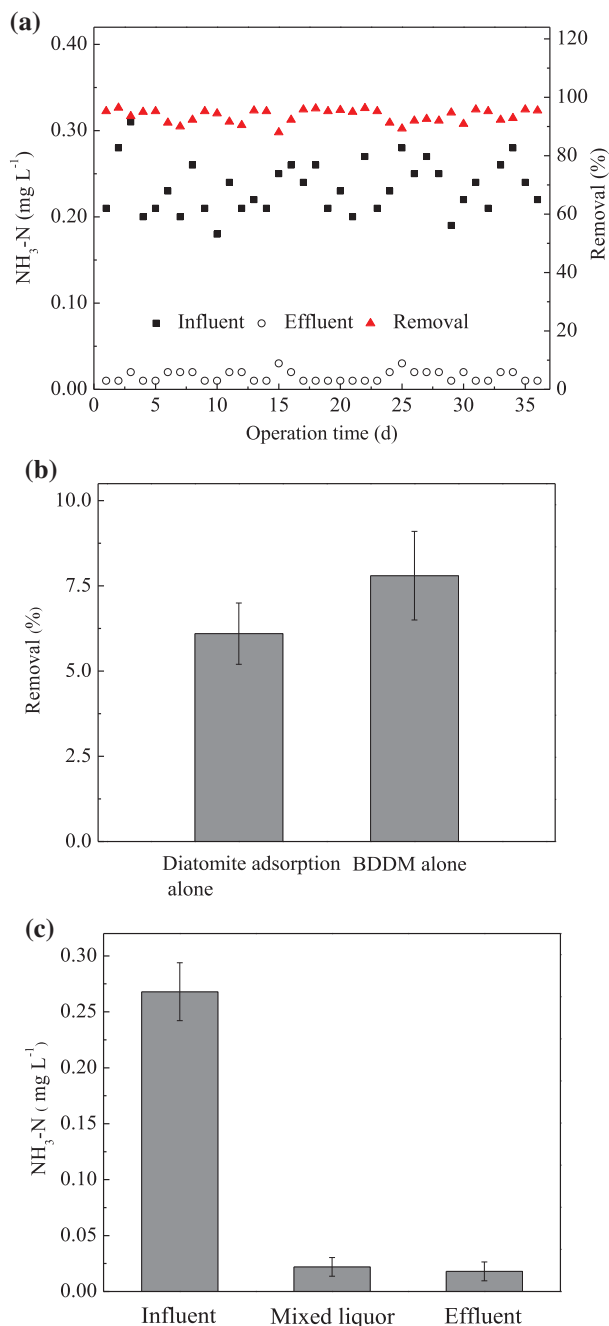 (a)
0.40
0.30
0.20
0.10
0.00
NH₃-N (mg L⁻¹)
120
100
80
60
40
20
0
Removal (%)
Influent Effluent Removal
0 5 10 15 20 25 30 35
Operation time (d)
(b)
10.0
7.5
5.0
2.5
0.0
Removal (%)
Diatomite adsorption alone
BDDM alone
(c)
0.30
0.25
0.20
0.15
0.10
0.05
0.00
NH₃-N ( mg L⁻¹)
Influent Mixed liquor Effluent